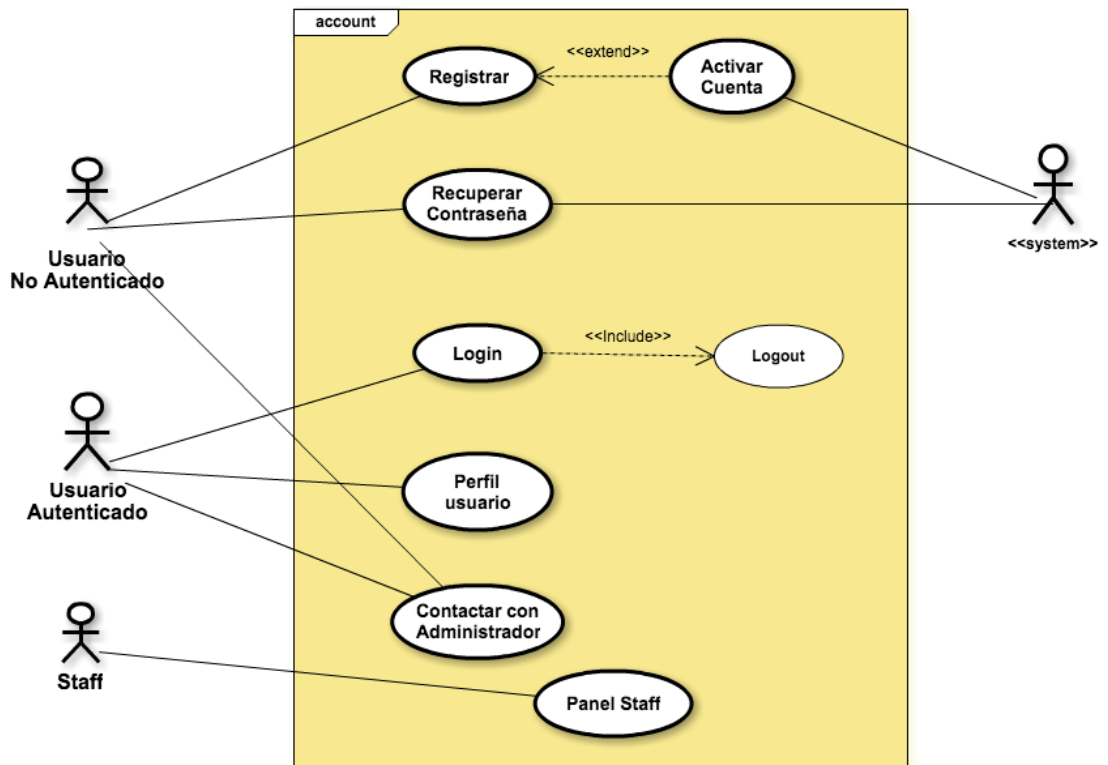 account
<<extend>>
Registrar
Activar
Cuenta
Recuperar
Contraseña
Usuario
No Autenticado
<<system>>
<<Include>>
Login
Logout
Usuario
Autenticado
Perfil
usuario
Contactar con
Administrador
Staff
Panel Staff